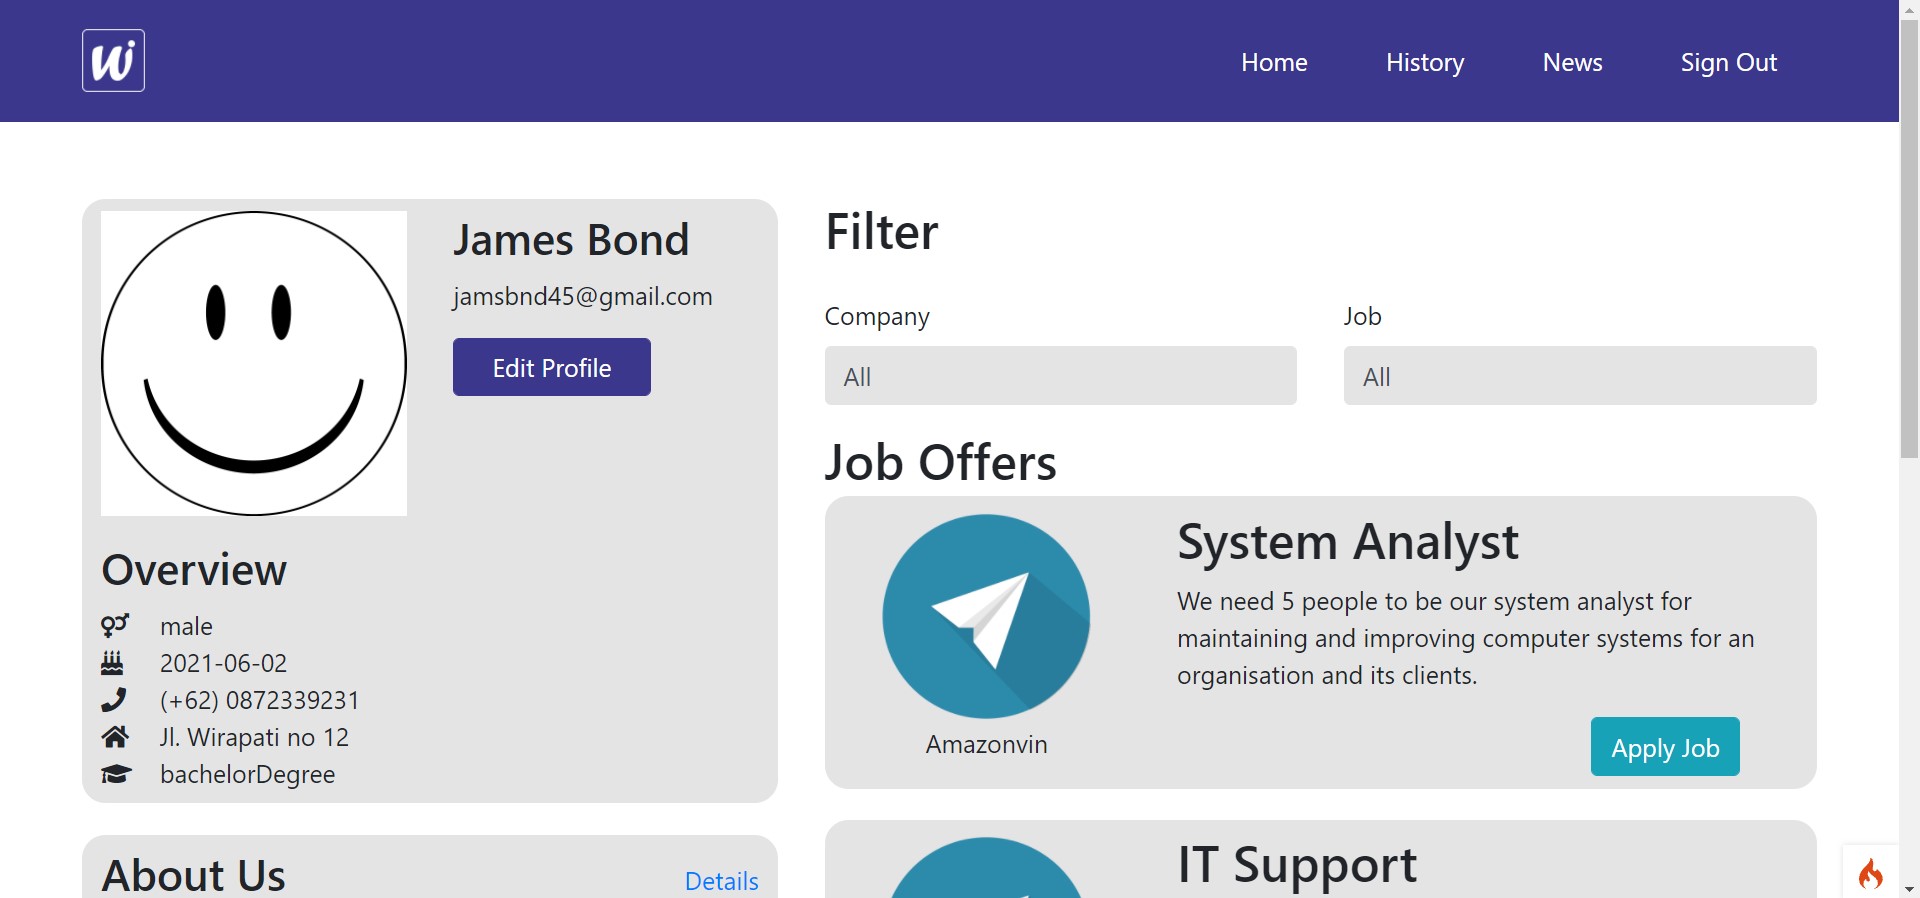 Wi
Home
History
News
Sign Out
James Bond
jamsbnd45@gmail.com
Edit Profile
Overview
male
2021-06-02
(+62) 0872339231
Jl. Wirapati no 12
bachelorDegree
About Us
Details
Filter
Company
Job
All
All
Job Offers
System Analyst
We need 5 people to be our system analyst for
maintaining and improving computer systems for an
organisation and its clients.
Amazonvin
Apply Job
IT Support